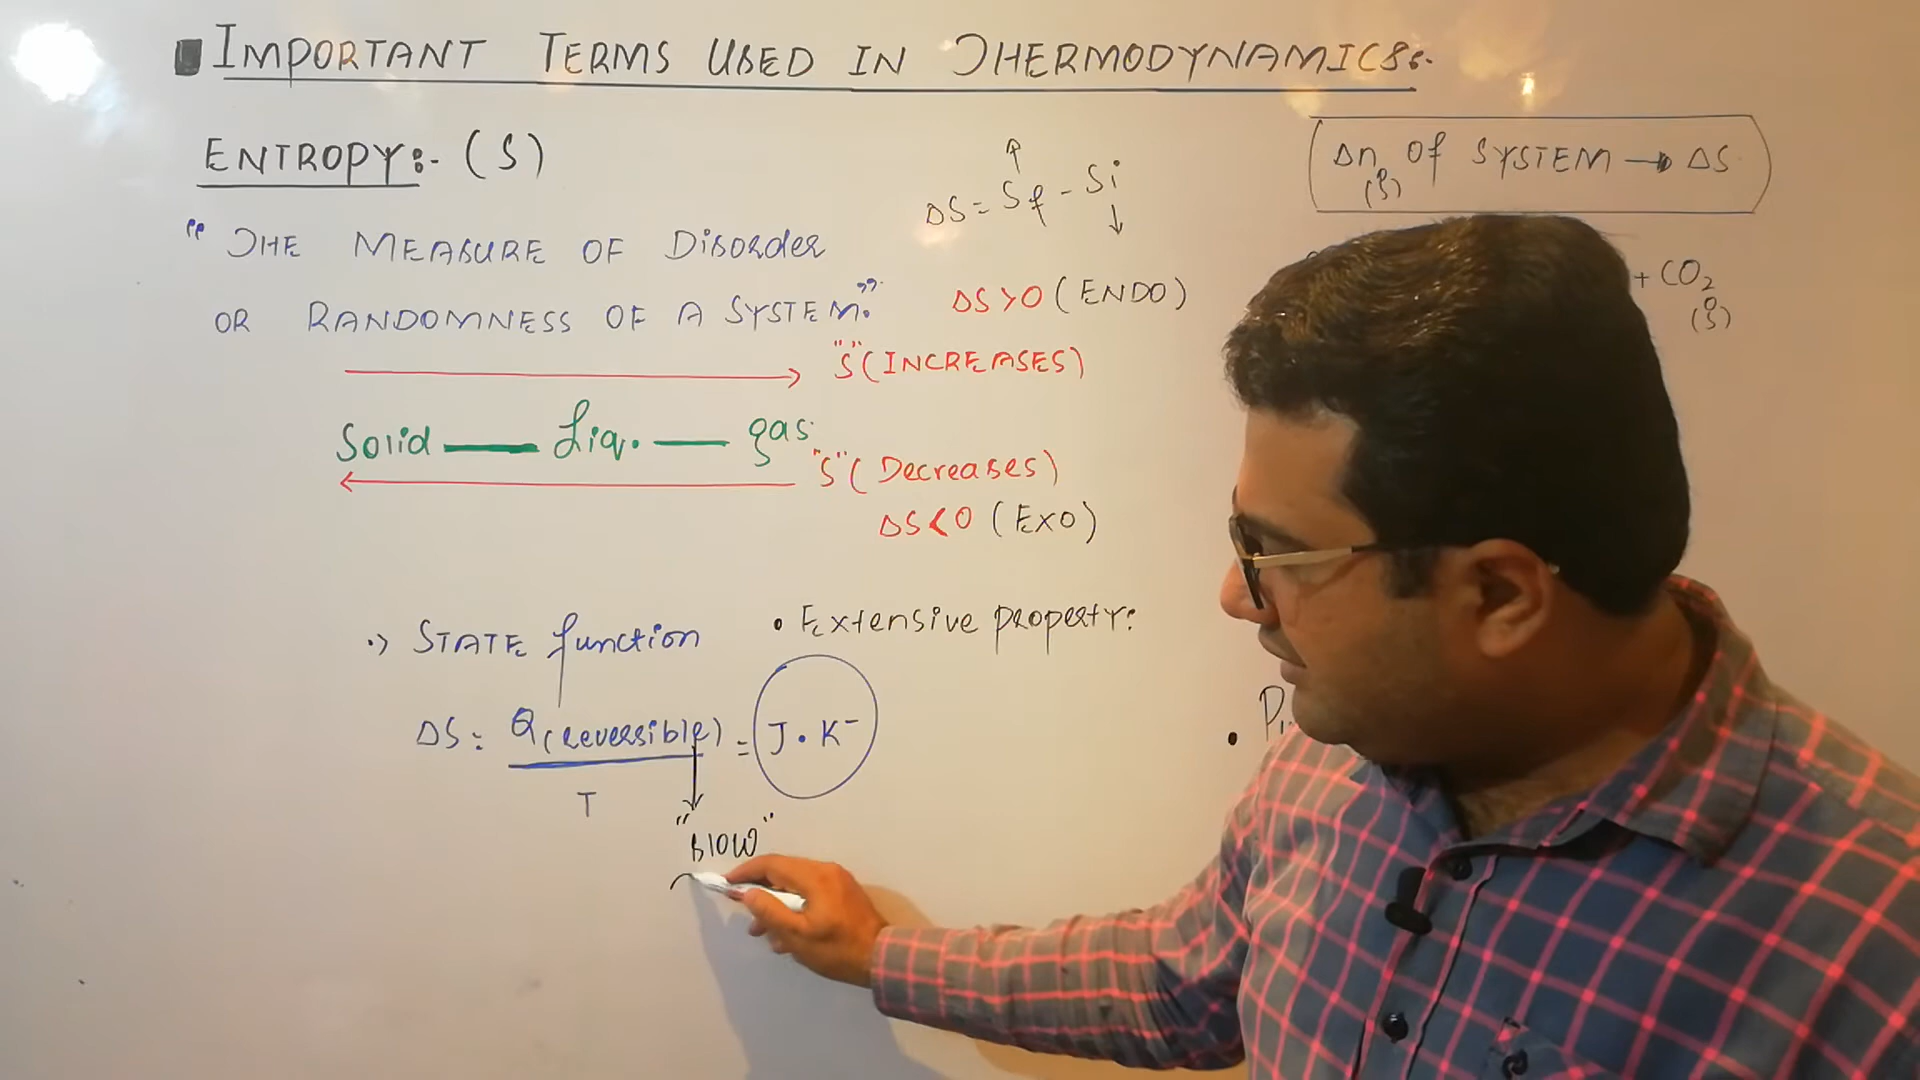 IMPORTANT TERMS USED IN THERMODYNAMICS:-
ENTROPY:- (S)
"THE MEASURE OF DISORDER
OR RANDOMNESS OF A SYSTEM."
"S" (INCREASES)
Solid — Liq. — gas
"S" (Decreases)
ΔS<0 (EXO)
ΔS = Sf - Si
ΔS>0 (ENDO)
Δn of SYSTEM → ΔS
(g)
+ CO2
(g)
·> STATE function
• Extensive property:
ΔS = Q(reversible) = J·K-
T
"slow"